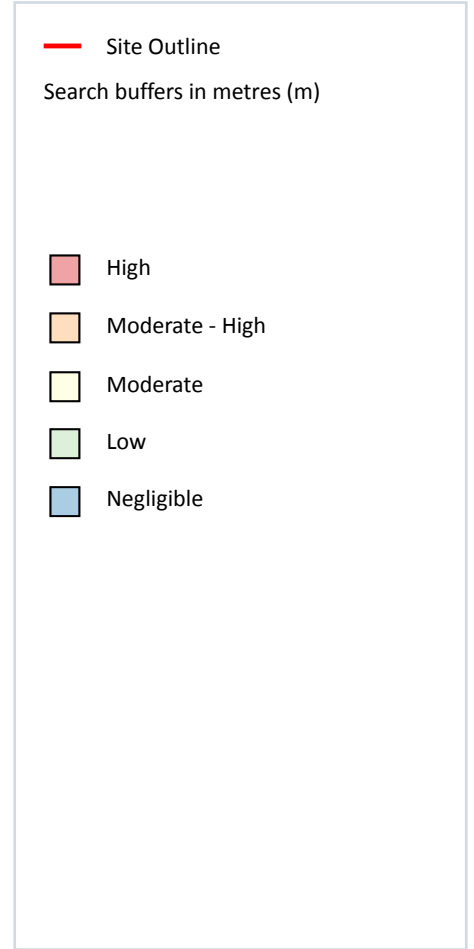 Site Outline
Search buffers in metres (m)
High
Moderate - High
Moderate
Low
Negligible